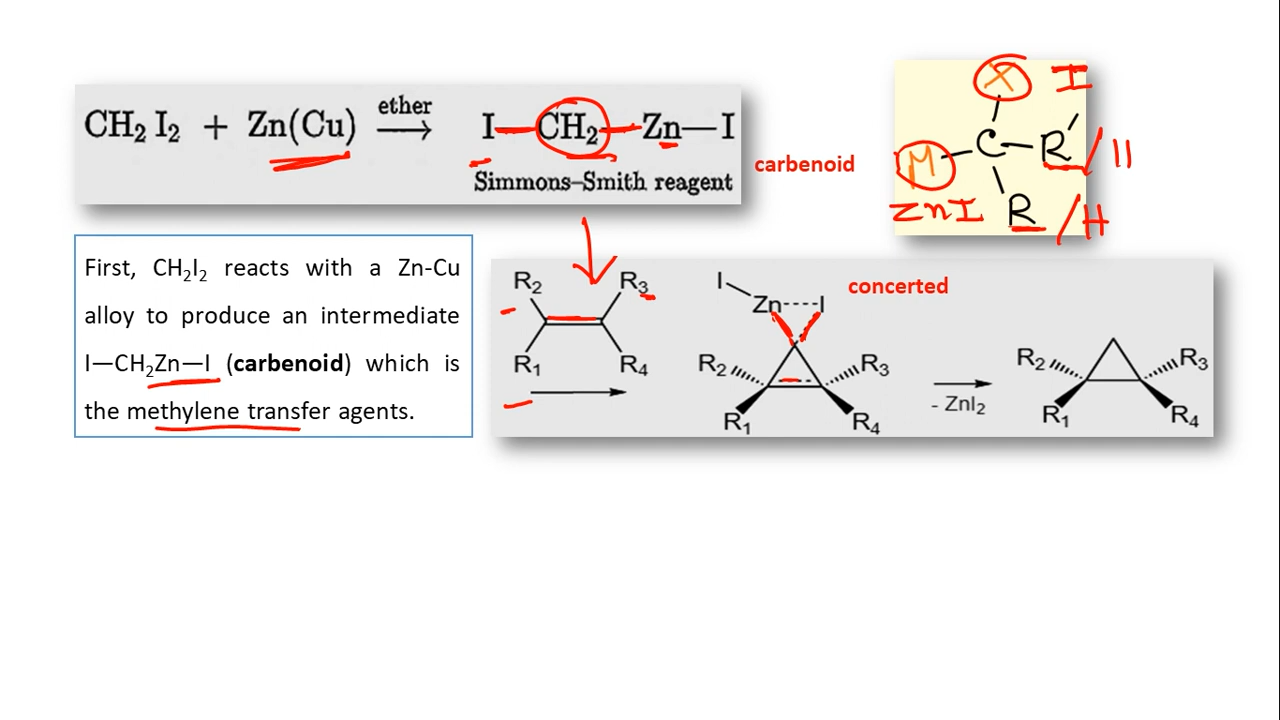 CH₂ I₂ + Zn(Cu) ether ⟶ I—CH₂—Zn—I
Simmons–Smith reagent
carbenoid
X I
M C R′ / H
ZnI R / H
First, CH₂I₂ reacts with a Zn-Cu
alloy to produce an intermediate
I—CH₂Zn—I (carbenoid) which is
the methylene transfer agents.
R₂ R₃
R₁ R₄
I Zn I
concerted
R₂ R₃
R₁ R₄
- ZnI₂
R₂ R₃
R₁ R₄